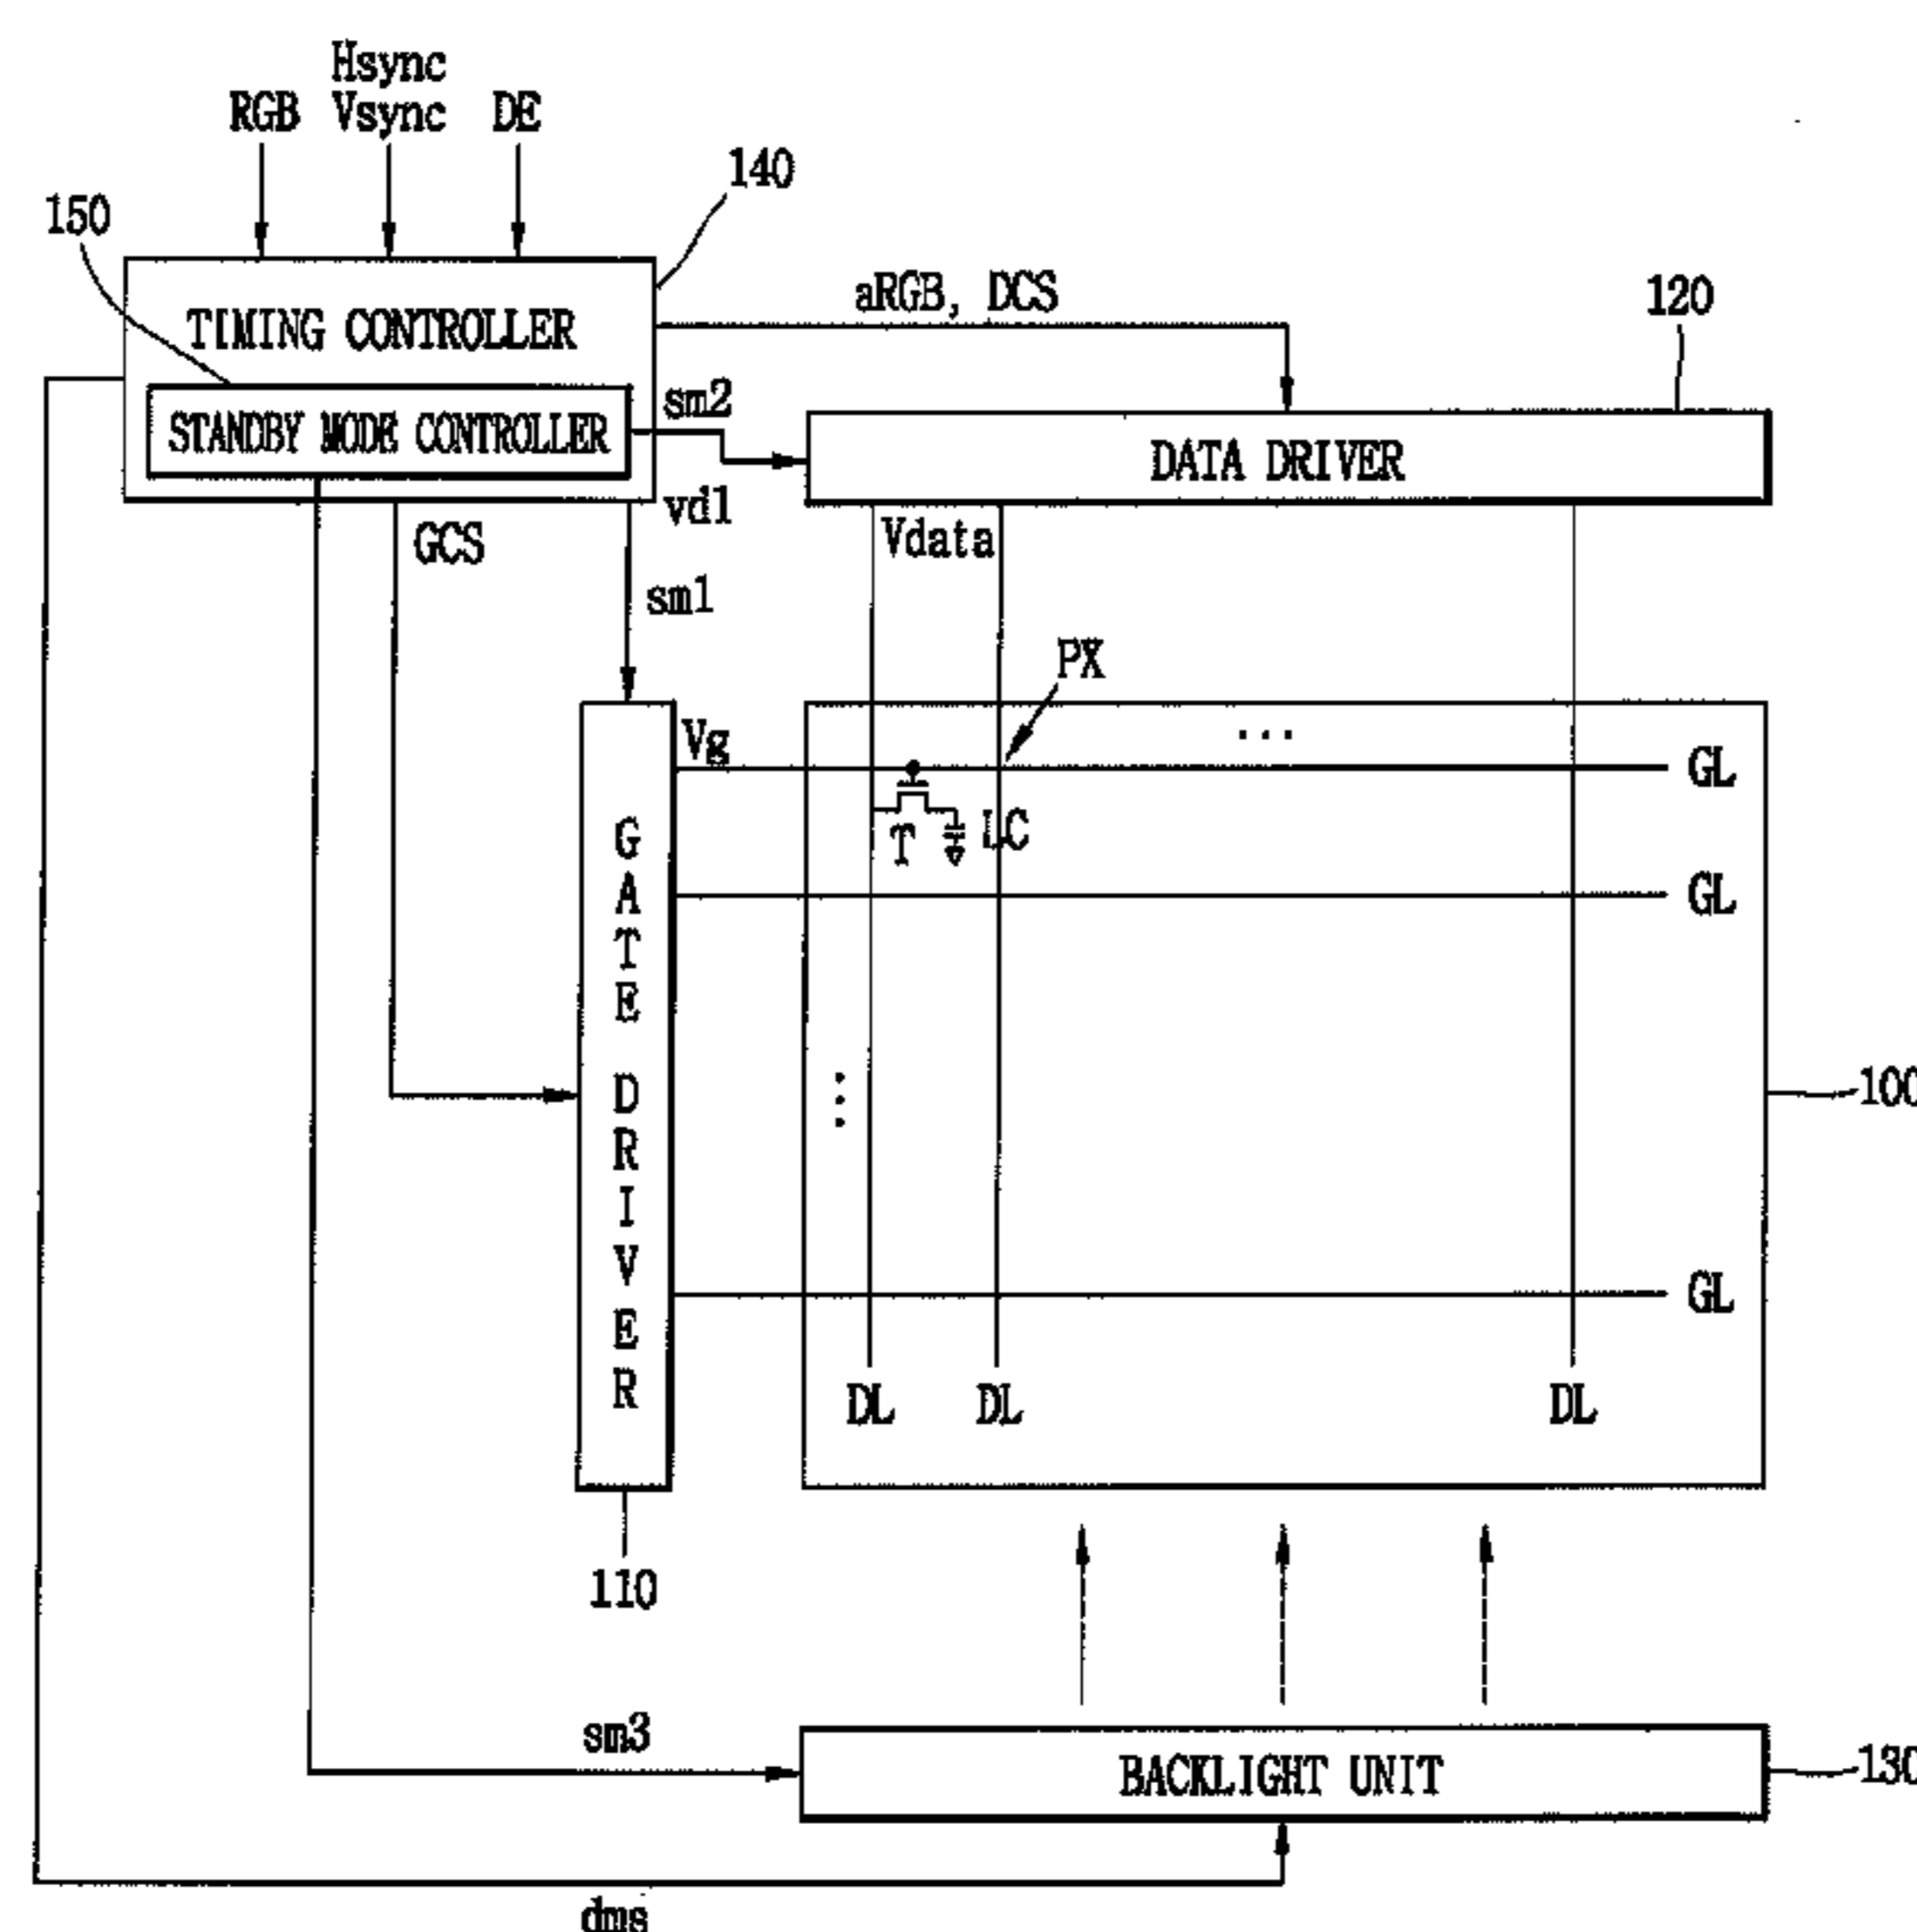 Hsync
RGB Vsync DE
140
150
aRGB, DCS
120
TIMING CONTROLLER
sm2
STANDBY MODE CONTROLLER
DATA DRIVER
vd1
GCS
Vdata
sm1
PX
Vg
...
GL
T
LC
GL
GATE DRIVER
100
GL
DL DL DL
110
sm3
BACKLIGHT UNIT
130
dms